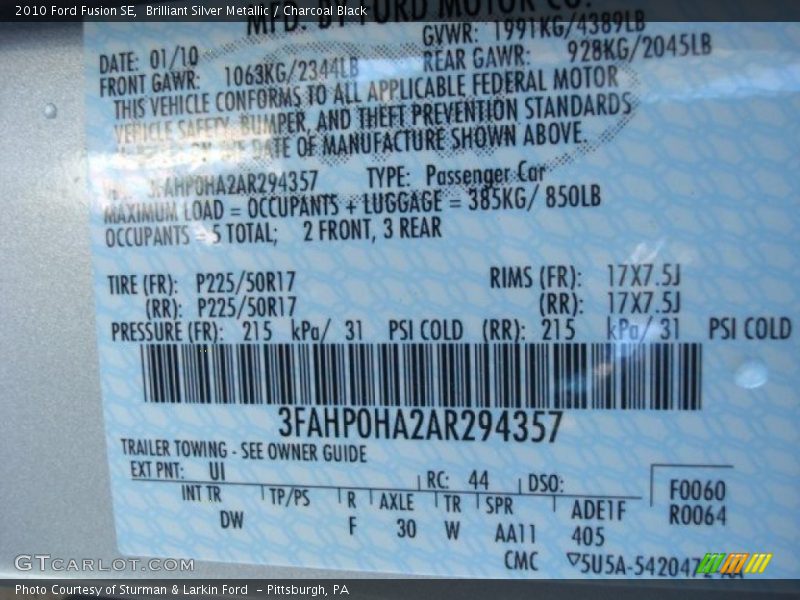 2010 Ford Fusion SE, Brilliant Silver Metallic / Charcoal Black
MFD. BY FORD MOTOR CO.
DATE: 01/10 GVWR: 1991KG/4389LB
FRONT GAWR: 1063KG/2344LB REAR GAWR: 928KG/2045LB
THIS VEHICLE CONFORMS TO ALL APPLICABLE FEDERAL MOTOR
VEHICLE SAFETY, BUMPER, AND THEFT PREVENTION STANDARDS
ON THE DATE OF MANUFACTURE SHOWN ABOVE.
3FAHP0HA2AR294357 TYPE: Passenger Car
MAXIMUM LOAD = OCCUPANTS + LUGGAGE = 385KG/ 850LB
OCCUPANTS = 5 TOTAL; 2 FRONT, 3 REAR
TIRE (FR): P225/50R17 RIMS (FR): 17X7.5J
(RR): P225/50R17 (RR): 17X7.5J
PRESSURE (FR): 215 kPa/ 31 PSI COLD (RR): 215 kPa/ 31 PSI COLD
3FAHP0HA2AR294357
TRAILER TOWING - SEE OWNER GUIDE
EXT PNT: UI RC: 44 DSO: F0060
INT TR TP/PS R AXLE TR SPR ADE1F R0064
DW F 30 W AA11 405
CMC ▽5U5A-5420472-AA
GTCARLOT.COM
Photo Courtesy of Sturman & Larkin Ford - Pittsburgh, PA